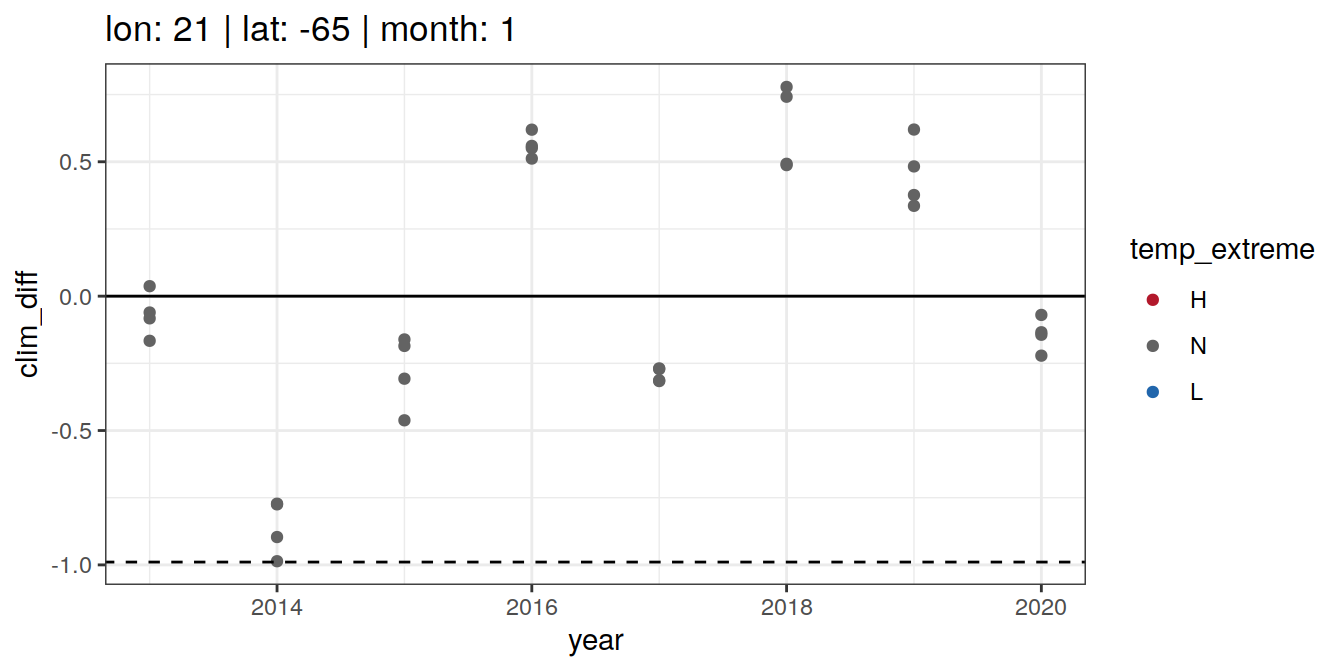 lon: 21 | lat: -65 | month: 1
clim_diff
0.5
0.0
-0.5
-1.0
2014
2016
2018
2020
year
temp_extreme
H
N
L